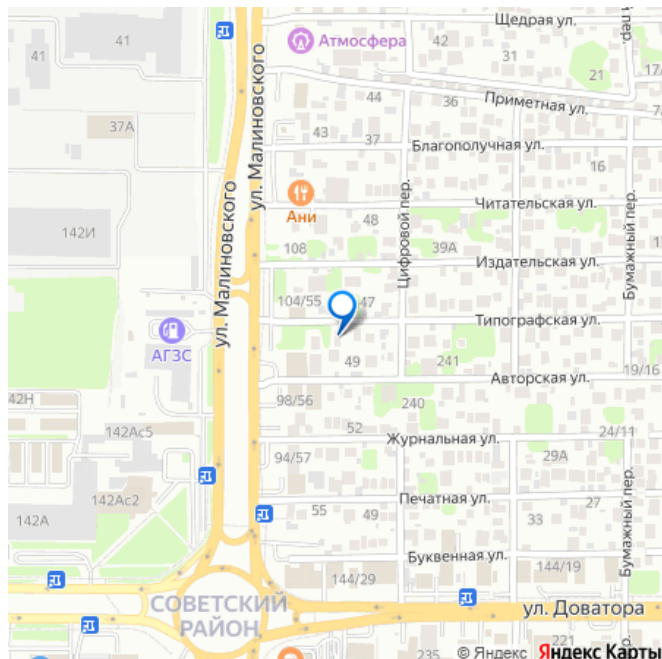 Щедрая ул.
41
41
Атмосфера
42
31
21
17/
пер.
ул. Малиновского
44
36
Приметная ул.
7/
37А
43
37
Благополучная ул.
16
Ани
Читательская ул.
48
142И
ул. Малиновского
108
39А
Цифровой пер.
Издательская ул.
Бумажный пер.
104/55
47
Типографская ул.
АГЗС
49
241
19/16
Авторская ул.
42Н
98/56
240
142Ас5
52
Журнальная ул.
24/11
94/57
29А
142Ас2
Печатная ул.
27
142А
55
49
33
Бумажный пер.
Буквенная ул.
144/29
144/19
СОВЕТСКИЙ
РАЙОН
ул. Доватора
235
221
© Яндекс Яндекс Карты